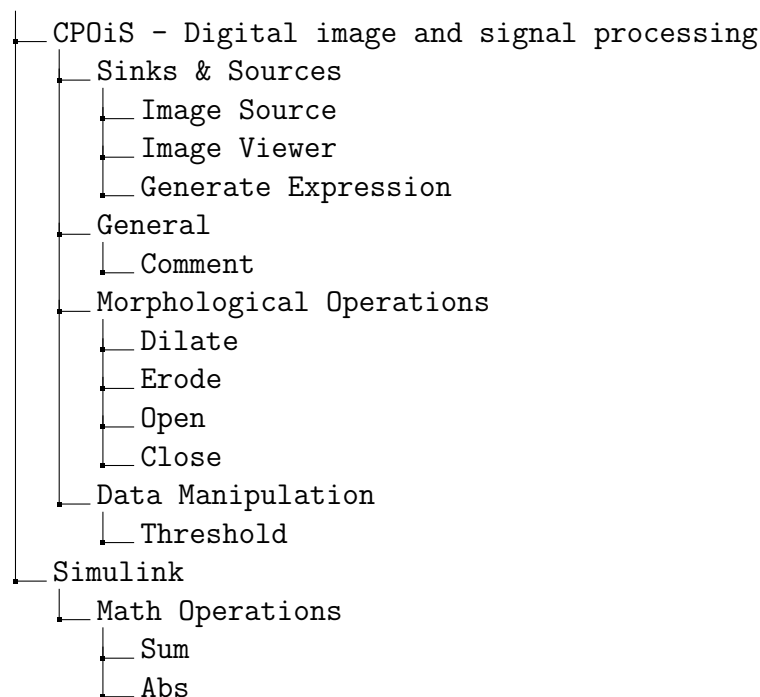 CPOiS - Digital image and signal processing
Sinks & Sources
Image Source
Image Viewer
Generate Expression
General
Comment
Morphological Operations
Dilate
Erode
Open
Close
Data Manipulation
Threshold
Simulink
Math Operations
Sum
Abs